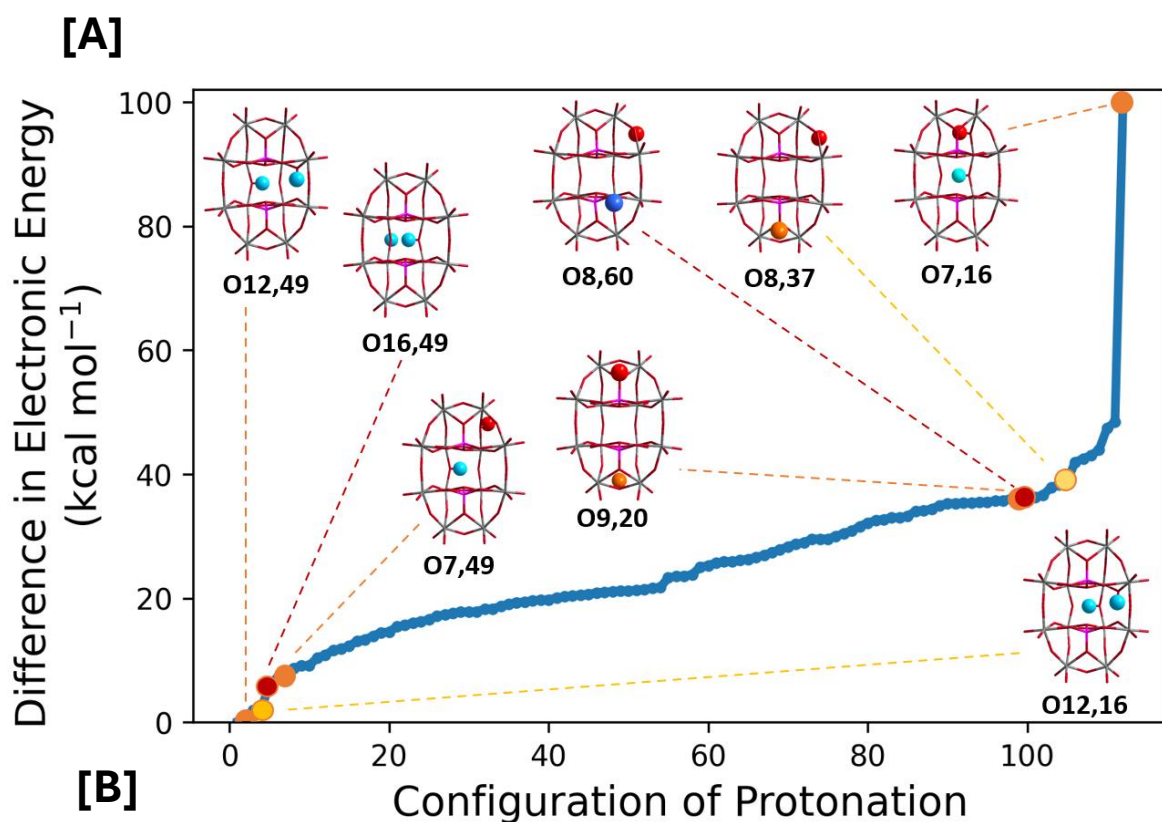 [A]
Difference in Electronic Energy
(kcal mol⁻¹)
100
80
60
40
20
0
O12,49
O16,49
O8,60
O8,37
O7,16
O7,49
O9,20
O12,16
0 20 40 60 80 100
Configuration of Protonation
[B]